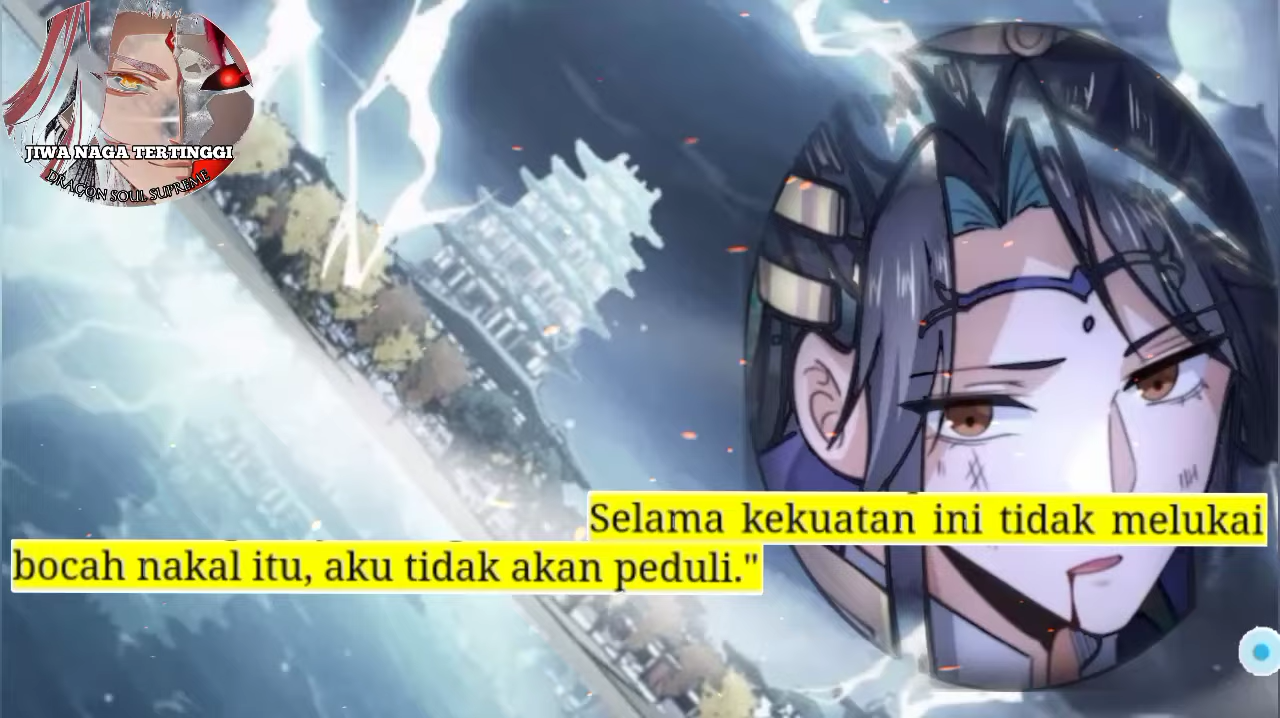 JIWA NAGA TERTINGGI
DRAGON SOUL SUPREME
Selama kekuatan ini tidak melukai
bocah nakal itu, aku tidak akan peduli."